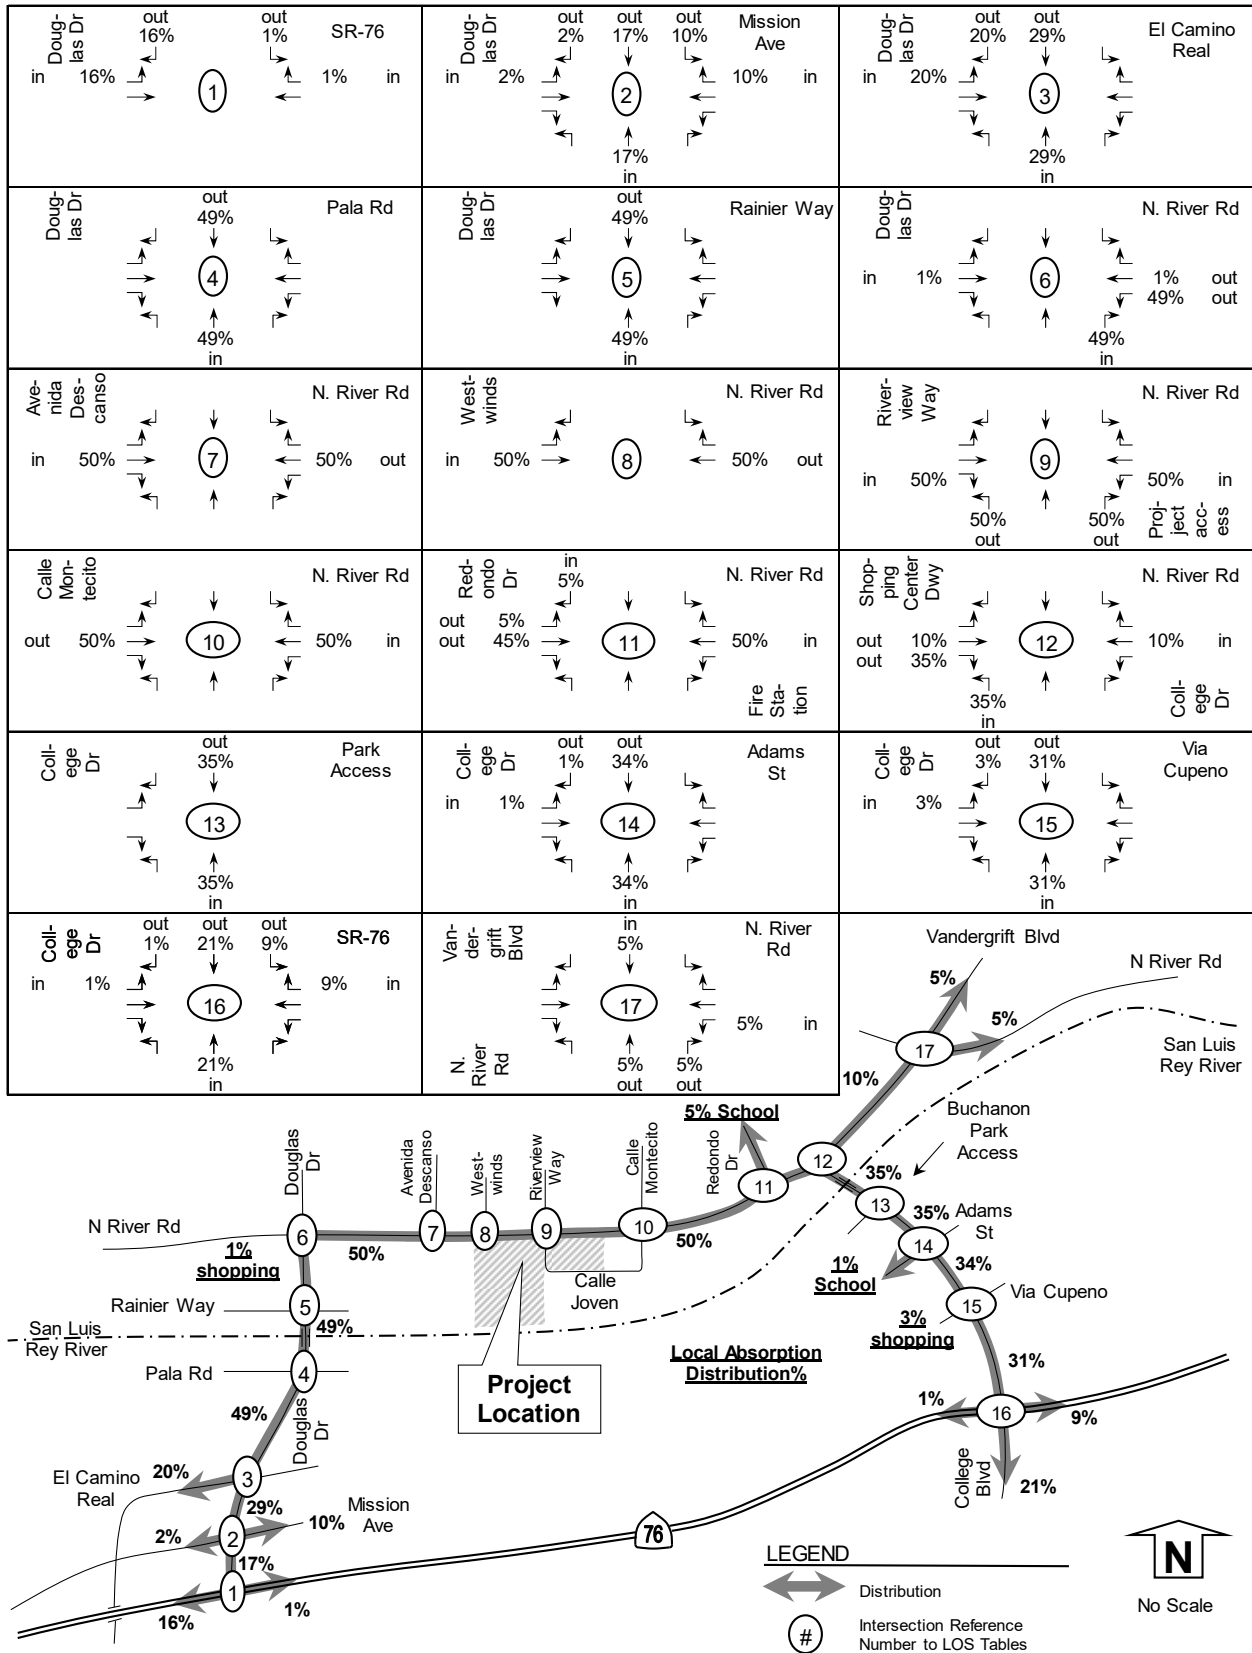 Doug-
las Dr
out
16%
out
1%
SR-76
in 16%
1
1% in
Doug-
las Dr
out
2%
out
17%
out
10%
Mission
Ave
in 2%
2
10% in
17%
in
Doug-
las Dr
out
20%
out
29%
El Camino
Real
in 20%
3
29%
in
Doug-
las Dr
out
49%
Pala Rd
4
49%
in
Doug-
las Dr
out
49%
Rainier Way
5
49%
in
Doug-
las Dr
N. River Rd
in 1%
6
1% out
49% out
49%
in
Ave-
nida
Des-
canso
N. River Rd
in 50%
7
50% out
West-
winds
N. River Rd
in 50%
8
50% out
River-
view
Way
N. River Rd
in 50%
9
50% in
50%
out
50%
out
Proj-
ject
acc-
ess
Calle
Mon-
tecito
N. River Rd
out 50%
10
50% in
Red-
ondo
Dr
in
5%
N. River Rd
out 5%
out 45%
11
50% in
Fire
Sta-
tion
Shop-
ping
Center
Dwy
N. River Rd
out 10%
out 35%
12
10% in
35%
in
Coll-
ege
Dr
Coll-
ege
Dr
out
35%
Park
Access
13
35%
in
Coll-
ege
Dr
out
1%
out
34%
Adams
St
in 1%
14
34%
in
Coll-
ege
Dr
out
3%
out
31%
Via
Cupeno
in 3%
15
31%
in
Coll-
ege
Dr
out
1%
out
21%
out
9%
SR-76
in 1%
16
9% in
21%
in
Van-
der-
grift
Blvd
in
5%
N. River
Rd
17
5% in
N.
River
Rd
5%
out
5%
out
Vandergrift Blvd
N River Rd
5%
5%
17
San Luis
Rey River
10%
5% School
Buchanon
Park
Access
Douglas
Dr
Avenida
Descanso
West-
winds
Riverview
Way
Calle
Montecito
Redondo
Dr
12
35%
11
13
35%
Adams
St
N River Rd
6
7
8
9
10
14
1%
shopping
50%
50%
34%
1%
School
Calle
Joven
Rainier Way
5
15
Via Cupeno
San Luis
Rey River
49%
3%
shopping
Local Absorption
Distribution%
Pala Rd
4
31%
Project
Location
49%
Douglas
Dr
1%
16
9%
El Camino
Real
20%
3
College
Blvd
21%
29%
Mission
Ave
10%
2%
2
76
17%
LEGEND
N
1
Distribution
1%
16%
No Scale
#
Intersection Reference
Number to LOS Tables